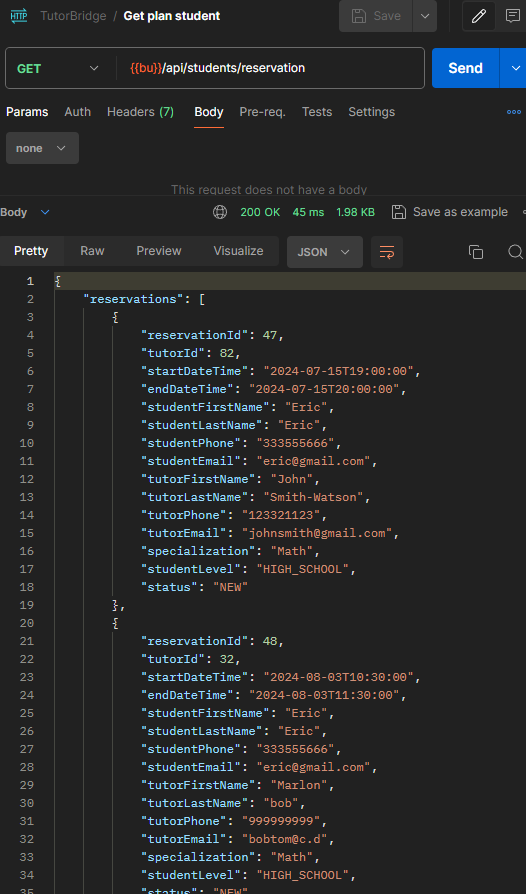 HTTP TutorBridge / Get plan student Save
GET {{bu}}/api/students/reservation Send
Params Auth Headers (7) Body Pre-req. Tests Settings
none
This request does not have a body
Body 200 OK 45 ms 1.98 KB Save as example
Pretty Raw Preview Visualize JSON
1 {
2 "reservations": [
3 {
4 "reservationId": 47,
5 "tutorId": 82,
6 "startDateTime": "2024-07-15T19:00:00",
7 "endDateTime": "2024-07-15T20:00:00",
8 "studentFirstName": "Eric",
9 "studentLastName": "Eric",
10 "studentPhone": "333555666",
11 "studentEmail": "eric@gmail.com",
12 "tutorFirstName": "John",
13 "tutorLastName": "Smith-Watson",
14 "tutorPhone": "123321123",
15 "tutorEmail": "johnsmith@gmail.com",
16 "specialization": "Math",
17 "studentLevel": "HIGH_SCHOOL",
18 "status": "NEW"
19 },
20 {
21 "reservationId": 48,
22 "tutorId": 32,
23 "startDateTime": "2024-08-03T10:30:00",
24 "endDateTime": "2024-08-03T11:30:00",
25 "studentFirstName": "Eric",
26 "studentLastName": "Eric",
27 "studentPhone": "333555666",
28 "studentEmail": "eric@gmail.com",
29 "tutorFirstName": "Marlon",
30 "tutorLastName": "bob",
31 "tutorPhone": "999999999",
32 "tutorEmail": "bobtom@c.d",
33 "specialization": "Math",
34 "studentLevel": "HIGH_SCHOOL",
35 "status": "NEW"